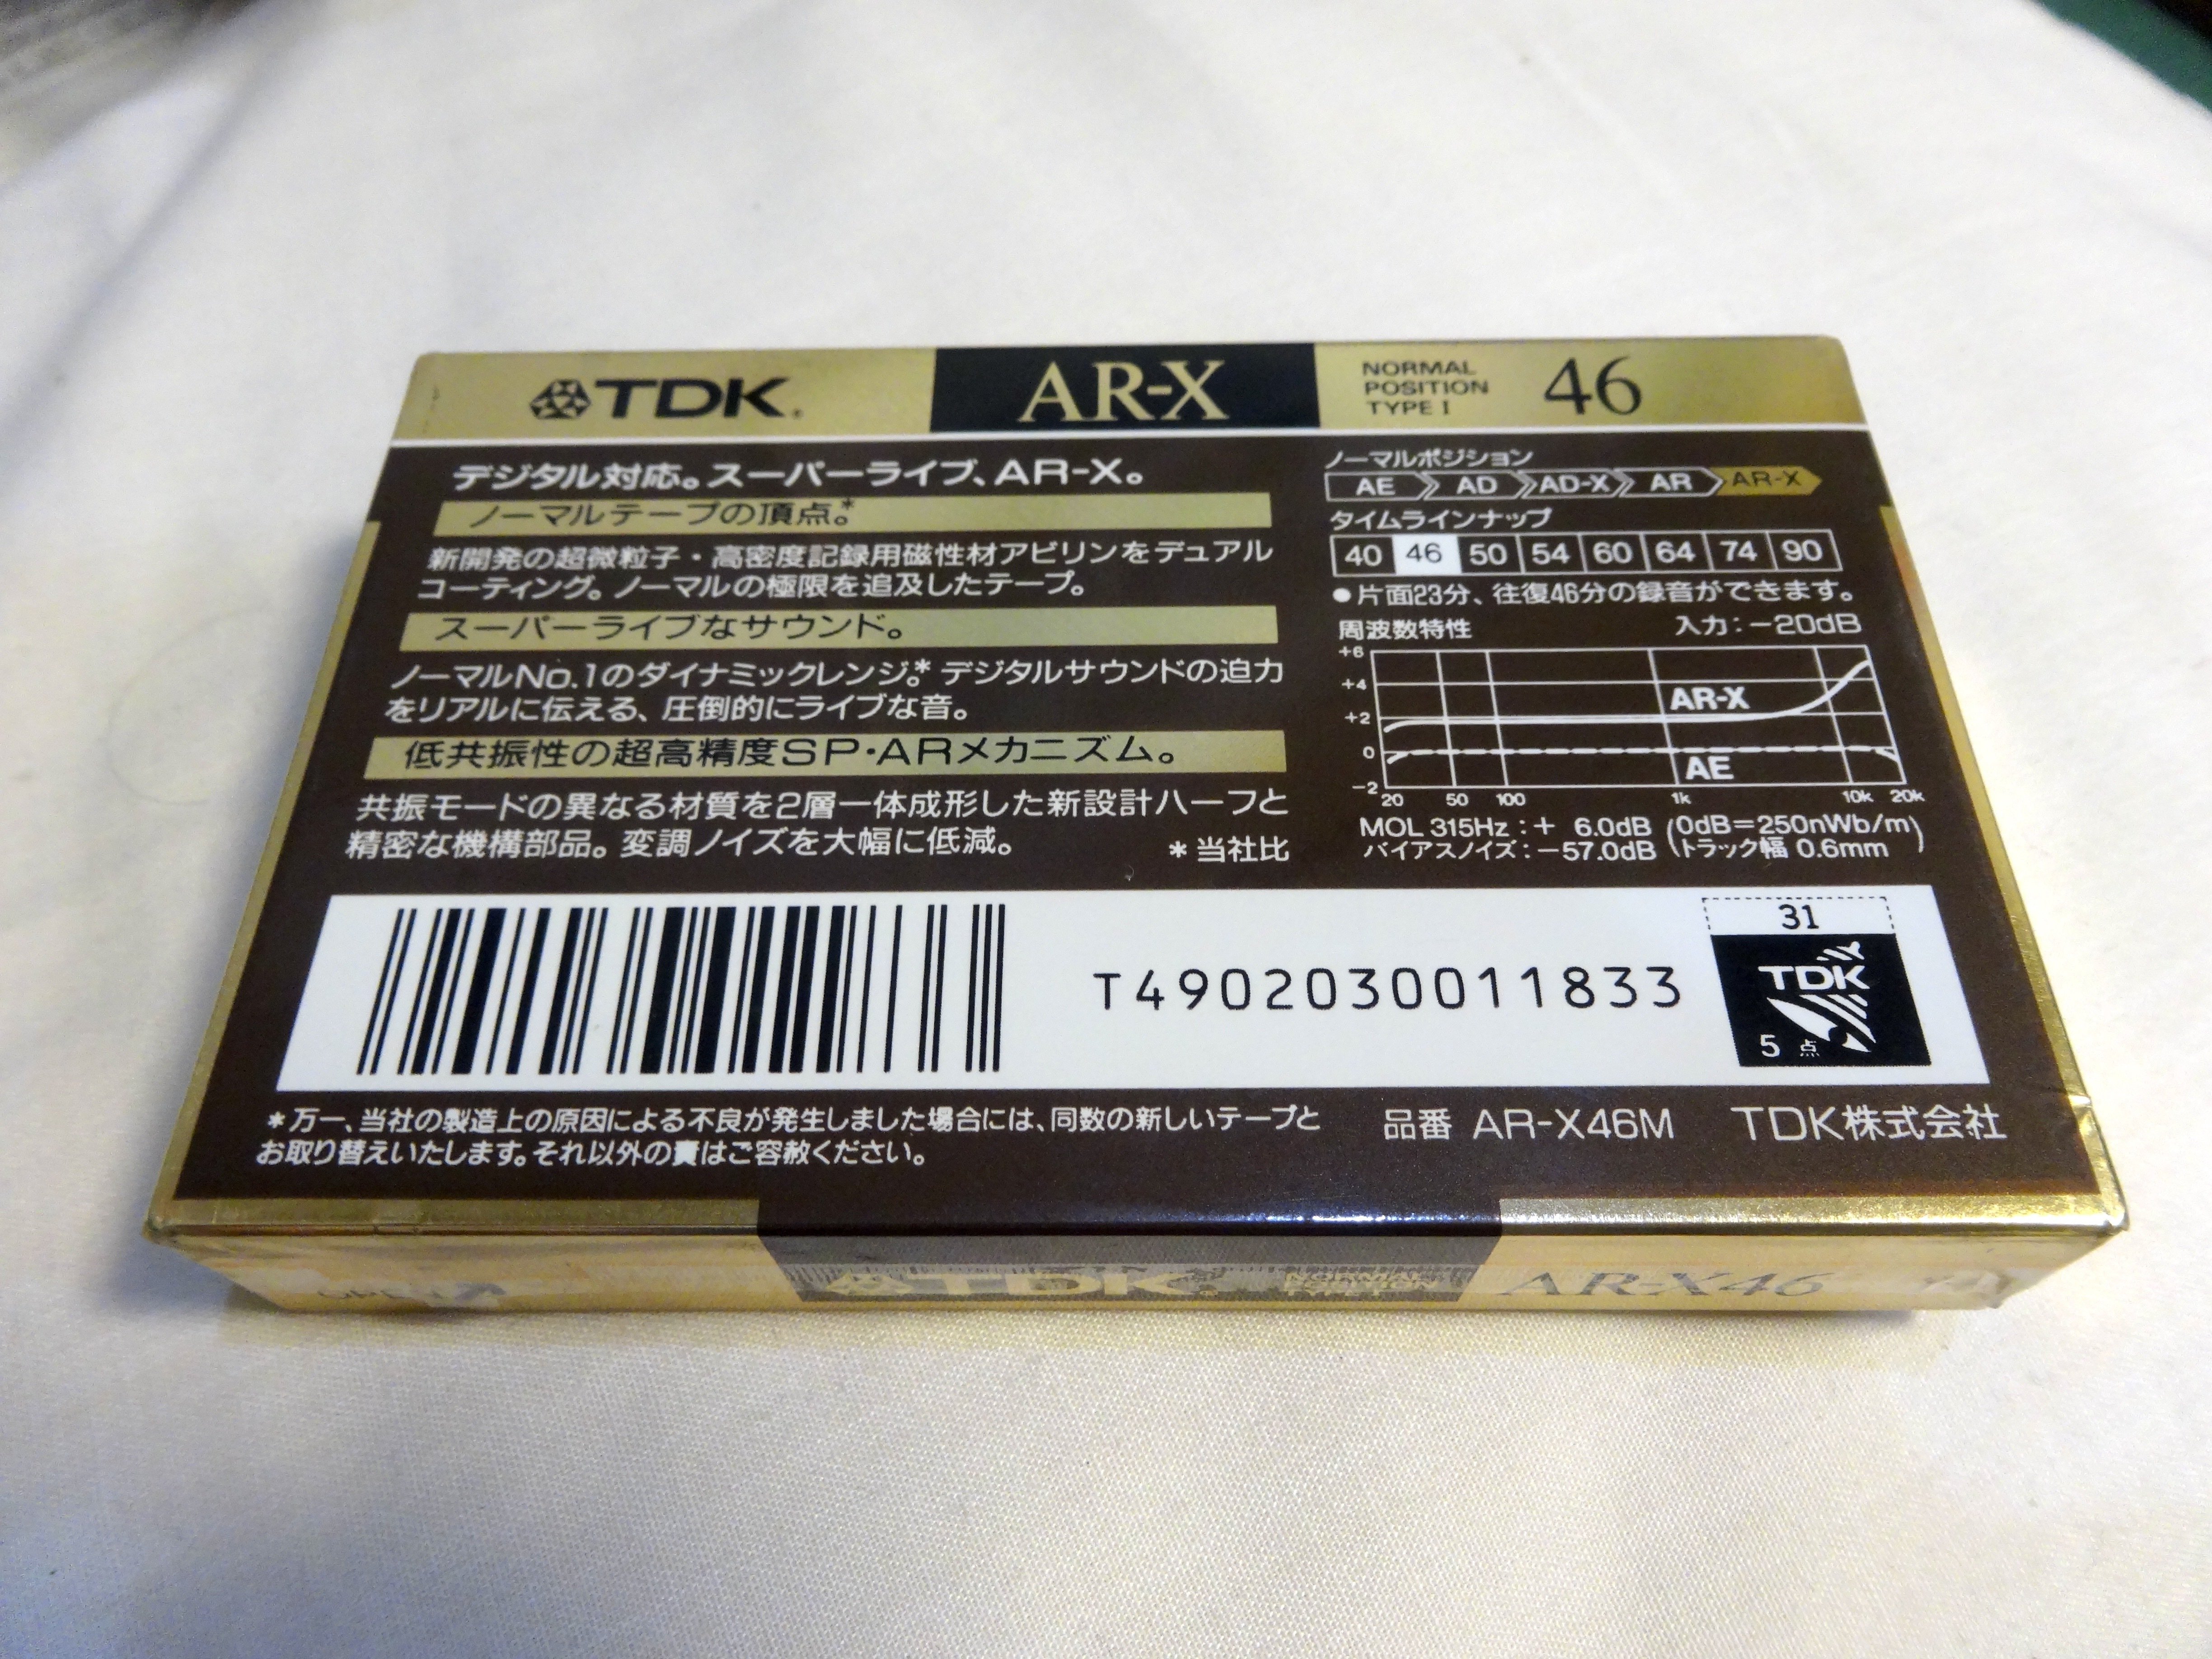 TDK
AR-X
NORMAL
POSITION
TYPE I
46
デジタル対応。スーパーライブ、AR-X。
ノーマルテープの頂点。*
新開発の超微粒子・高密度記録用磁性材アビリンをデュアル
コーティング。ノーマルの極限を追及したテープ。
スーパーライブなサウンド。
ノーマルNo.1のダイナミックレンジ。* デジタルサウンドの迫力
をリアルに伝える、圧倒的にライブな音。
低共振性の超高精度SP・ARメカニズム。
共振モードの異なる材質を2層一体成形した新設計ハーフと
精密な機構部品。変調ノイズを大幅に低減。
*当社比
ノーマルポジション
AE AD AD-X AR AR-X
タイムラインナップ
40 46 50 54 60 64 74 90
●片面23分、往復46分の録音ができます。
周波数特性 入力:−20dB
+6
+4
+2
0
−2
AR-X
AE
20 50 100 1k 10k 20k
MOL 315Hz:+ 6.0dB (0dB=250nWb/m)
バイアスノイズ:−57.0dB (トラック幅 0.6mm)
T4902030011833
31
TDK
5点
*万一、当社の製造上の原因による不良が発生しました場合には、同数の新しいテープと
お取り替えいたします。それ以外の責はご容赦ください。
品番 AR-X46M TDK株式会社
OPEN
TDK
NORMAL
POSITION
TYPE I
AR-X46